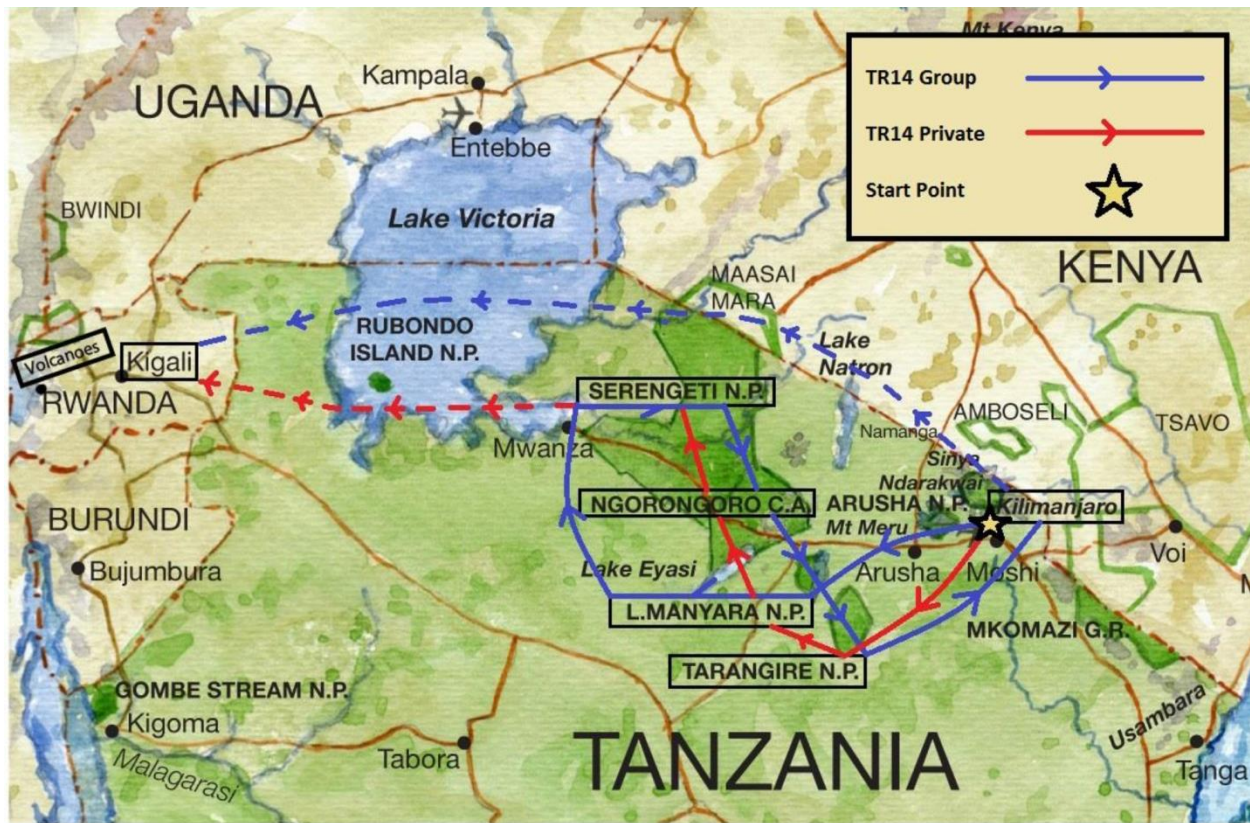 Mt Kenya
TR14 Group
TR14 Private
Start Point
Kampala
UGANDA
Entebbe
BWINDI
Lake Victoria
KENYA
MAASAI
MARA
RUBONDO
ISLAND N.P.
Lake
Natron
Volcanoes
Kigali
RWANDA
SERENGETI N.P.
AMBOSELI
TSAVO
Namanga
Mwanza
Sinya
Ndarakwai
NGORONGORO C.A.
ARUSHA N.P.
Kilimanjaro
Mt Meru
BURUNDI
Voi
Bujumbura
Lake Eyasi
Arusha
Moshi
L.MANYARA N.P.
MKOMAZI G.R.
TARANGIRE N.P.
GOMBE STREAM N.P.
Kigoma
Usambara
Malagarasi
Tabora
TANZANIA
Tanga